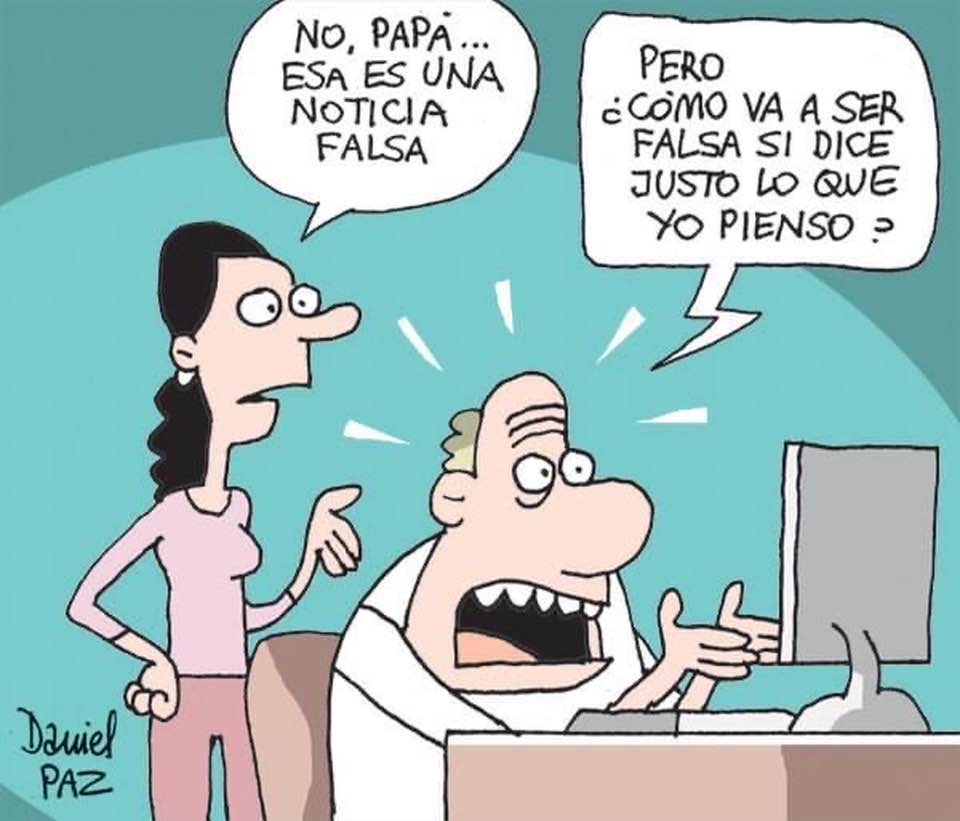 NO, PAPÁ...
ESA ES UNA
NOTICIA
FALSA
PERO
¿CÓMO VA A SER
FALSA SI DICE
JUSTO LO QUE
YO PIENSO?
Daniel
PAZ